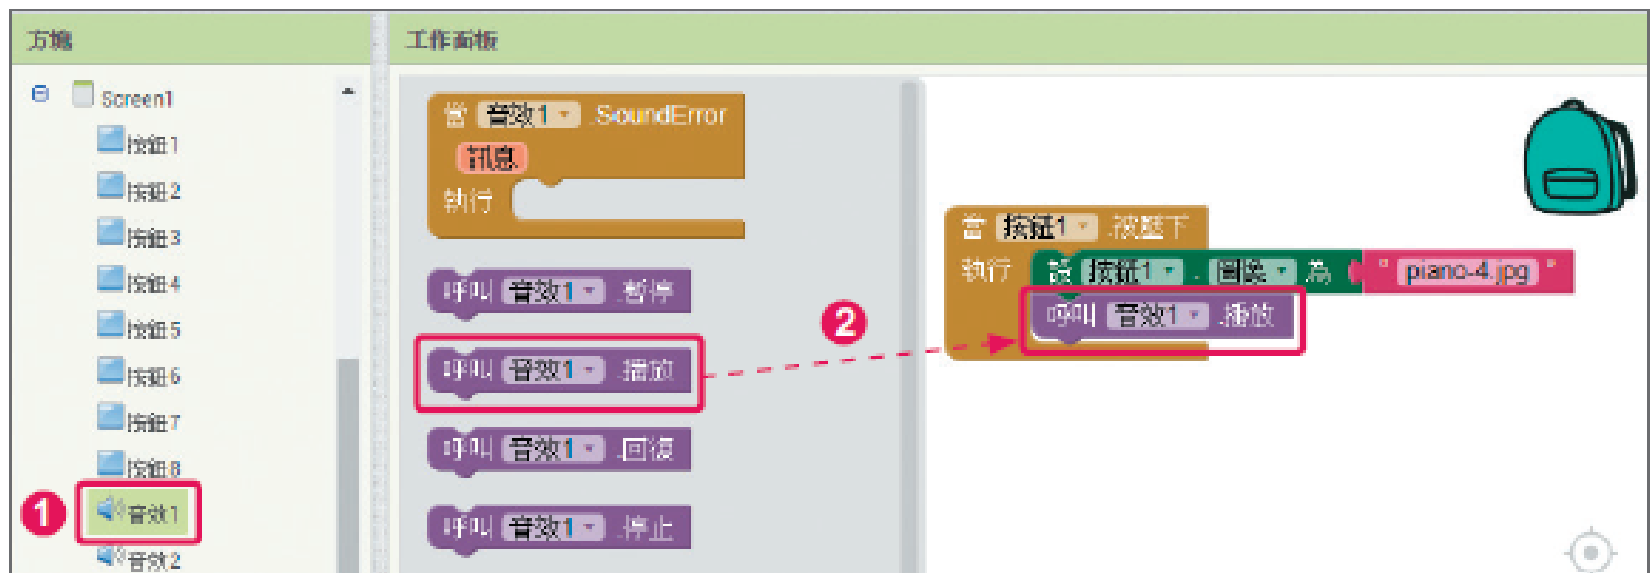 方塊
Screen1
按鈕1
按鈕2
按鈕3
按鈕4
按鈕5
按鈕6
按鈕7
按鈕8
1
音效1
音效2
工作面板
當 音效1 .SoundError
訊息
執行
呼叫 音效1 .暫停
呼叫 音效1 .播放
呼叫 音效1 .回復
呼叫 音效1 .停止
2
當 按鈕1 .被壓下
執行 設 按鈕1 . 圖像 為 " piano-4.jpg "
呼叫 音效1 .播放